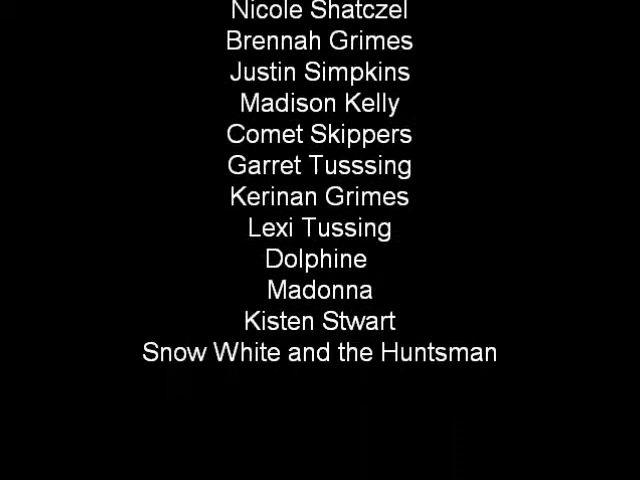 Nicole Shatczel
Brennah Grimes
Justin Simpkins
Madison Kelly
Comet Skippers
Garret Tusssing
Kerinan Grimes
Lexi Tussing
Dolphine
Madonna
Kisten Stwart
Snow White and the Huntsman